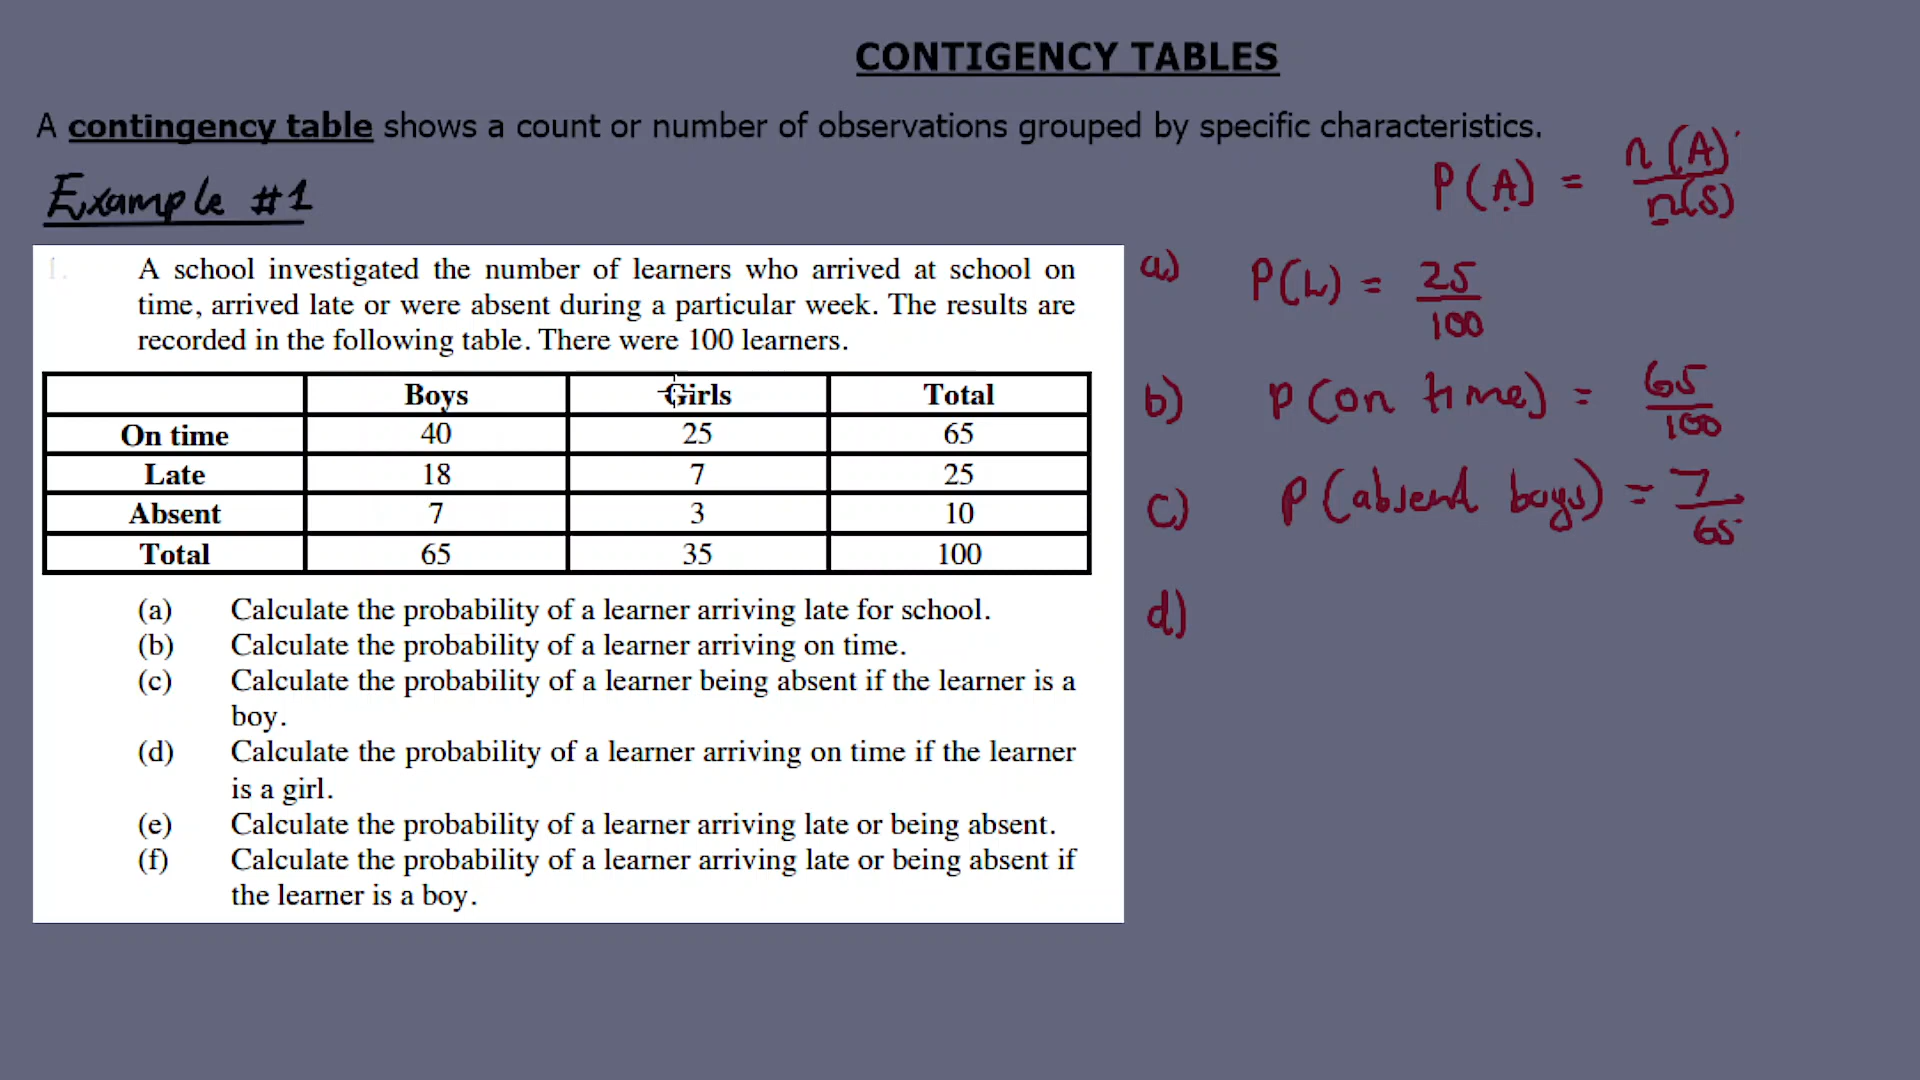 CONTIGENCY TABLES
A contingency table shows a count or number of observations grouped by specific characteristics.
Example #1
P(A) = n(A) / n(S)
1. A school investigated the number of learners who arrived at school on
time, arrived late or were absent during a particular week. The results are
recorded in the following table. There were 100 learners.
Boys Girls Total
On time 40 25 65
Late 18 7 25
Absent 7 3 10
Total 65 35 100
(a) Calculate the probability of a learner arriving late for school.
(b) Calculate the probability of a learner arriving on time.
(c) Calculate the probability of a learner being absent if the learner is a
boy.
(d) Calculate the probability of a learner arriving on time if the learner
is a girl.
(e) Calculate the probability of a learner arriving late or being absent.
(f) Calculate the probability of a learner arriving late or being absent if
the learner is a boy.
a) P(L) = 25/100
b) P(on time) = 65/100
c) P(absent boys) = 7/65
d)